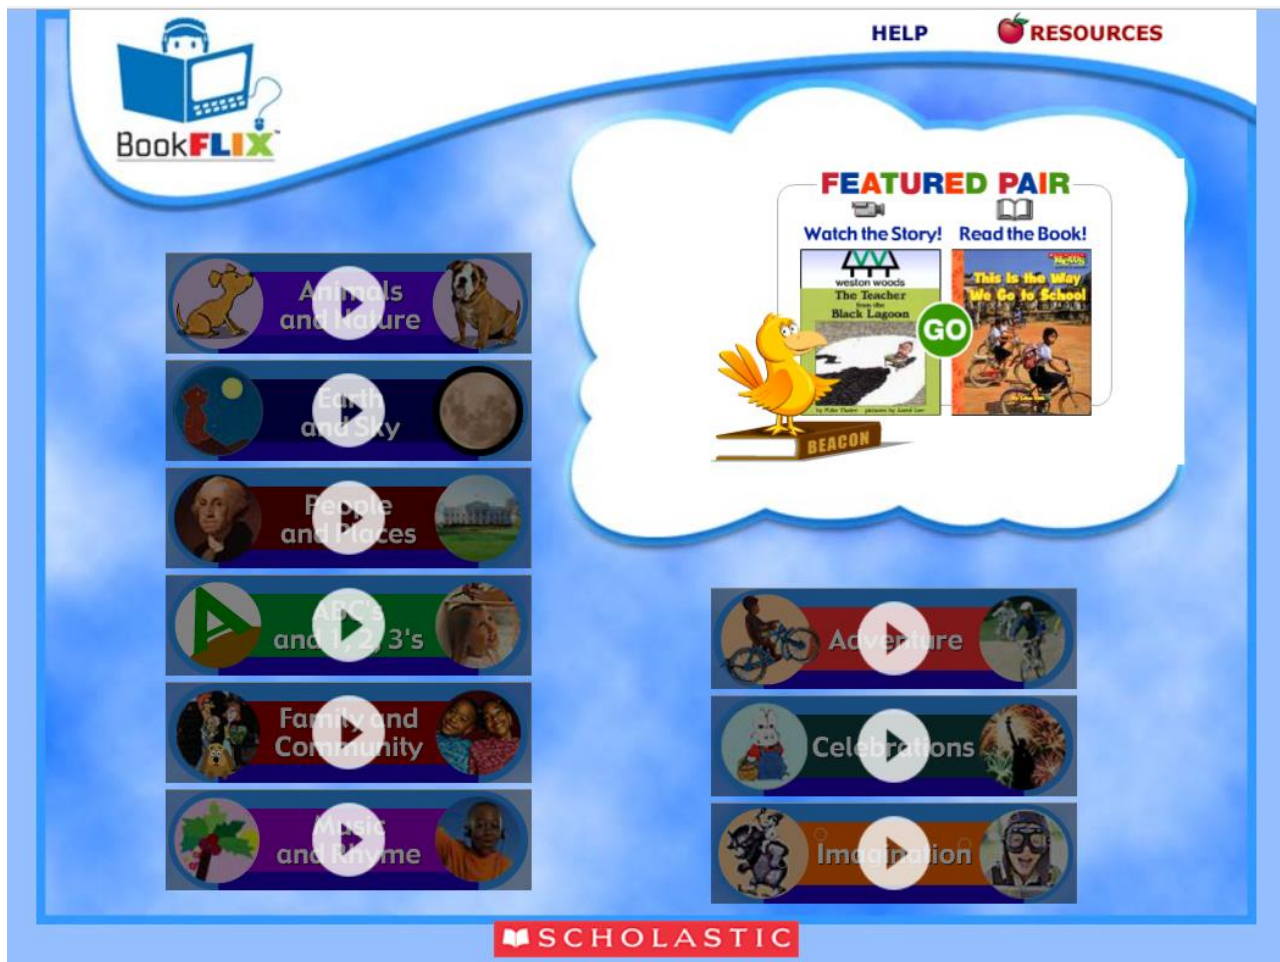 HELP
RESOURCES
BookFLIX™
FEATURED PAIR
Watch the Story!
Read the Book!
weston woods
The Teacher
from the
Black Lagoon
This Is the Way
We Go to School
GO
BEACON
Animals
and Nature
Earth
and Sky
People
and Places
ABC's
and 1, 2, 3's
Family and
Community
Music
and Rhyme
Adventure
Celebrations
Imagination
SCHOLASTIC